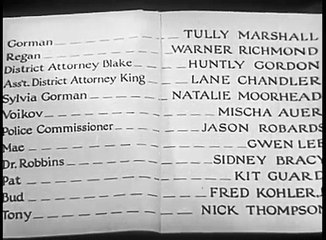 Gorman TULLY MARSHALL
Regan WARNER RICHMOND
District Attorney Blake HUNTLY GORDON
Ass't. District Attorney King LANE CHANDLER
Sylvia Gorman NATALIE MOORHEAD
Voikov MISCHA AUER
Police Commissioner JASON ROBARDS
Mae GWEN LEE
Dr. Robbins SIDNEY BRACY
Pat KIT GUARD
Bud FRED KOHLER, J
Tony NICK THOMPSON